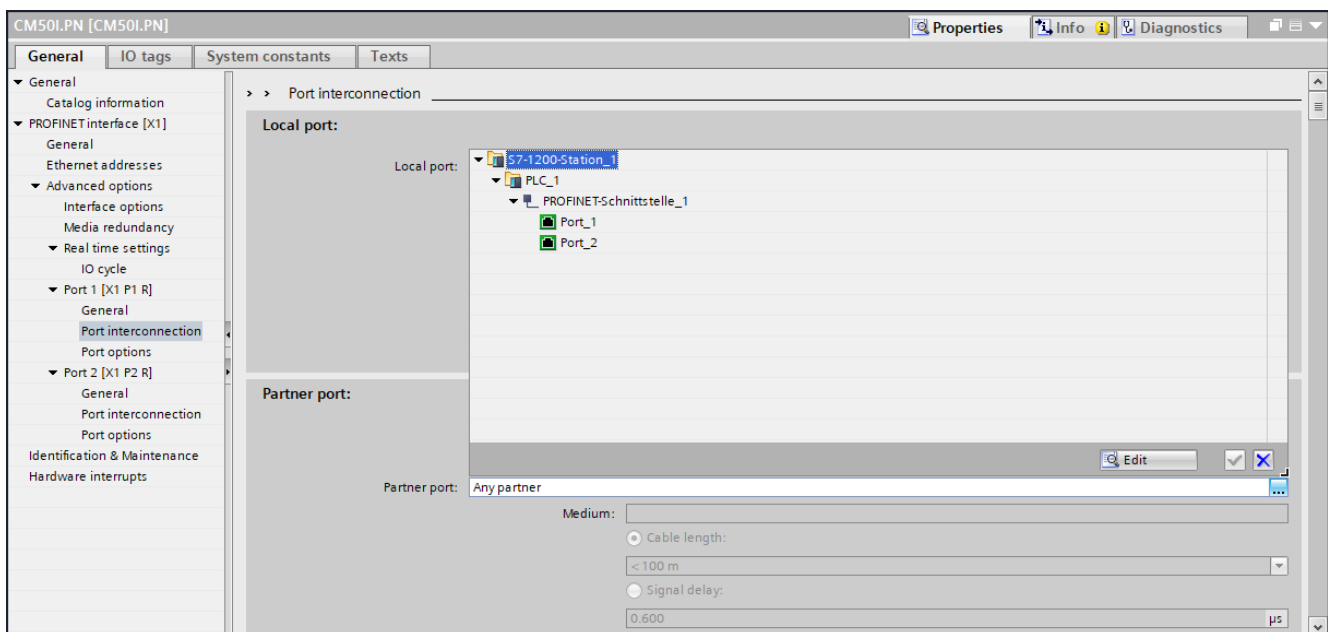 CM50I.PN [CM50I.PN]
Properties
Info
Diagnostics
General
IO tags
System constants
Texts
General
Catalog information
PROFINET interface [X1]
General
Ethernet addresses
Advanced options
Interface options
Media redundancy
Real time settings
IO cycle
Port 1 [X1 P1 R]
General
Port interconnection
Port options
Port 2 [X1 P2 R]
General
Port interconnection
Port options
Identification & Maintenance
Hardware interrupts
> > Port interconnection
Local port:
Local port:
S7-1200-Station_1
PLC_1
PROFINET-Schnittstelle_1
Port_1
Port_2
Edit
Partner port:
Partner port: Any partner
...
Medium:
Cable length:
< 100 m
Signal delay:
0.600 µs